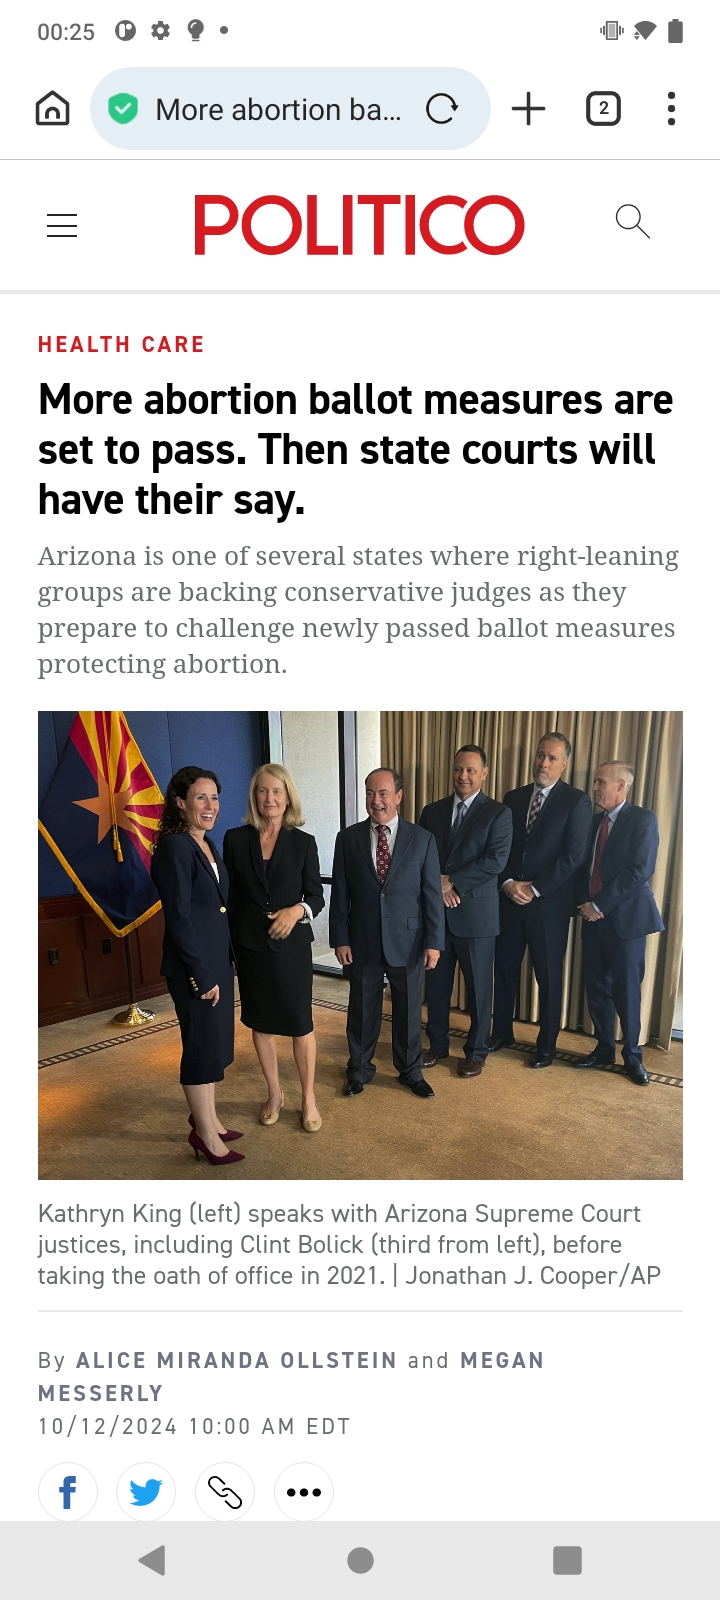 00:25
More abortion ba...
2
POLITICO
HEALTH CARE
More abortion ballot measures are
set to pass. Then state courts will
have their say.
Arizona is one of several states where right-leaning
groups are backing conservative judges as they
prepare to challenge newly passed ballot measures
protecting abortion.
Kathryn King (left) speaks with Arizona Supreme Court
justices, including Clint Bolick (third from left), before
taking the oath of office in 2021. | Jonathan J. Cooper/AP
By ALICE MIRANDA OLLSTEIN and MEGAN
MESSERLY
10/12/2024 10:00 AM EDT